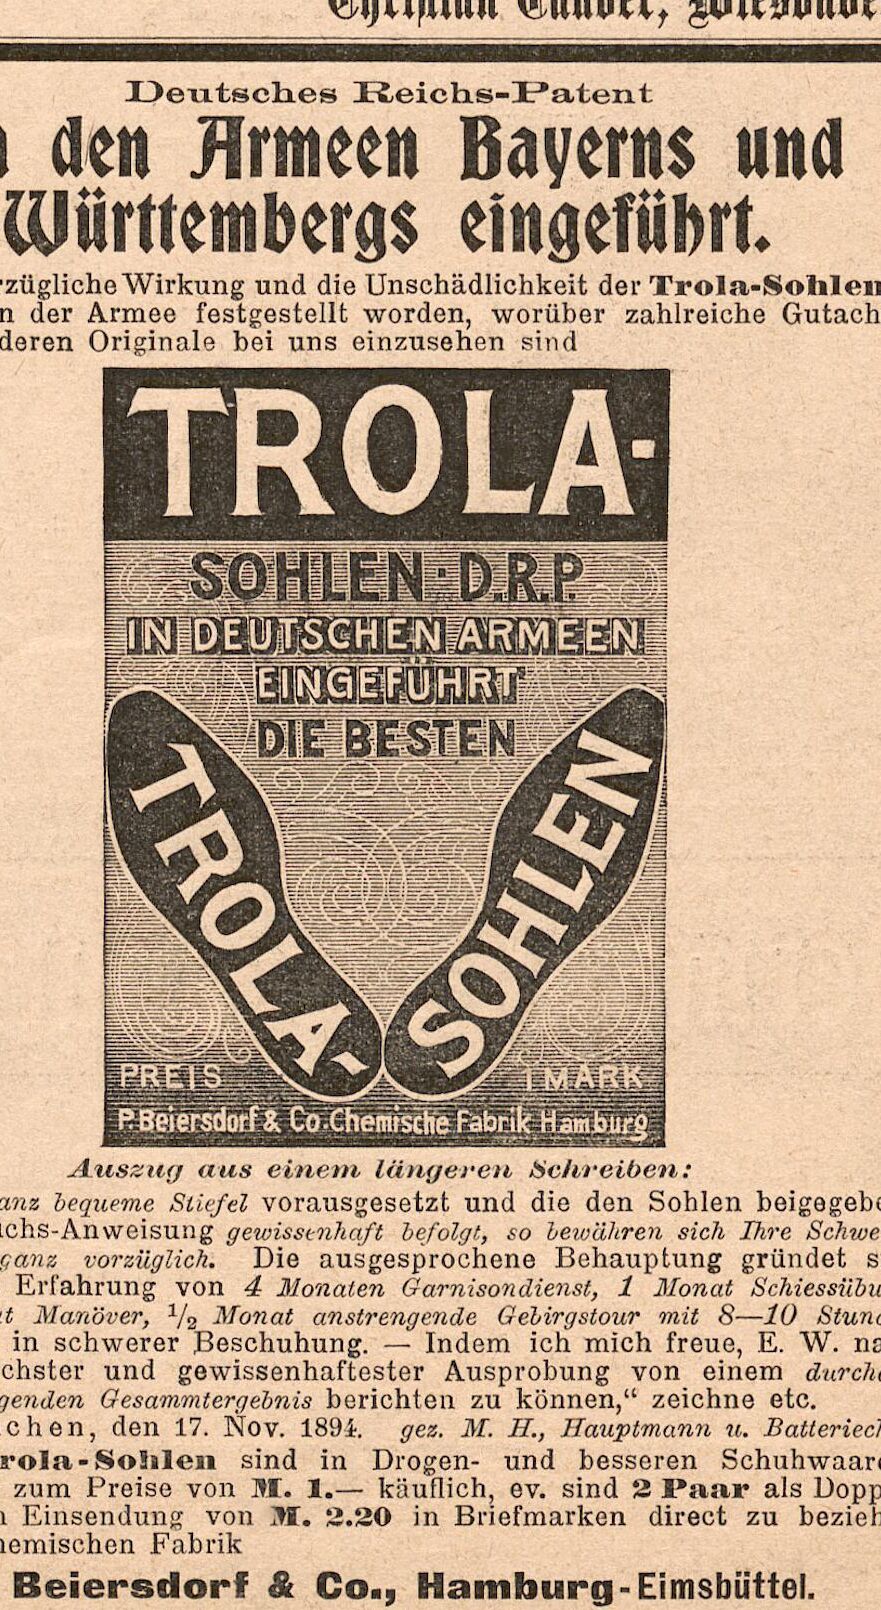 Deutsches Reichs-Patent
den Armeen Bayerns und
Württembergs eingeführt.
rzügliche Wirkung und die Unschädlichkeit der Trola-Sohlen
n der Armee festgestellt worden, worüber zahlreiche Gutach
deren Originale bei uns einzusehen sind
TROLA-
SOHLEN · D.R.P.
IN DEUTSCHEN ARMEEN
EINGEFÜHRT
DIE BESTEN
TROLA-
SOHLEN
PREIS 1 MARK
P. Beiersdorf & Co. Chemische Fabrik Hamburg
Auszug aus einem längeren Schreiben:
anz bequeme Stiefel vorausgesetzt und die den Sohlen beigegebe
uchs-Anweisung gewissenhaft befolgt, so bewähren sich Ihre Schwe
ganz vorzüglich. Die ausgesprochene Behauptung gründet s
Erfahrung von 4 Monaten Garnisondienst, 1 Monat Schiessübu
at Manöver, 1/2 Monat anstrengende Gebirgstour mit 8—10 Stund
in schwerer Beschuhung. — Indem ich mich freue, E. W. na
chster und gewissenhaftester Ausprobung von einem durch
genden Gesammtergebnis berichten zu können,“ zeichne etc.
chen, den 17. Nov. 1894. gez. M. H., Hauptmann u. Batteriech
rola-Sohlen sind in Drogen- und besseren Schuhwaar
zum Preise von M. 1.— käuflich, ev. sind 2 Paar als Dopp
n Einsendung von M. 2.20 in Briefmarken direct zu bezieh
hemischen Fabrik
Beiersdorf & Co., Hamburg-Eimsbüttel.